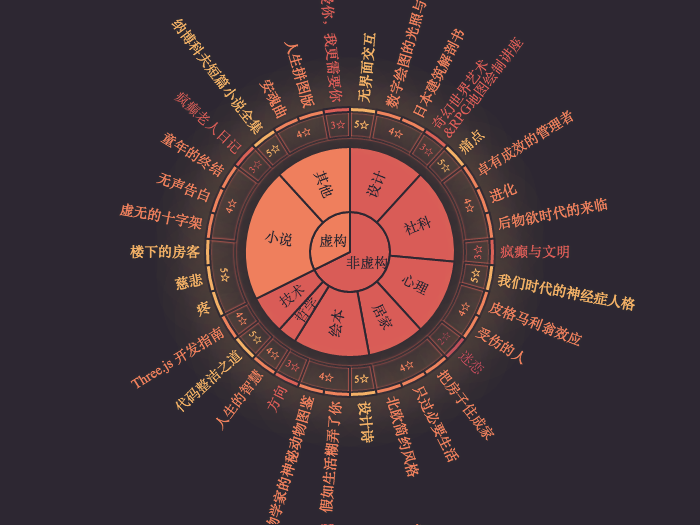 虚构
非虚构
设计
社科
心理
居家
绘本
哲学
技术
小说
其他
5☆
4☆
3☆
5☆
4☆
3☆
5☆
4☆
2☆
4☆
5☆
4☆
3☆
4☆
5☆
4☆
5☆
4☆
3☆
5☆
4☆
3☆
无界面交互
数字绘图的光照与
日本建筑解剖书
奇幻世界艺术
&RPG地图绘制讲座
痛点
卓有成效的管理者
进化
后物欲时代的来临
疯癫与文明
我们时代的神经症人格
皮格马利翁效应
受伤的人
迷恋
把房子住成家
只过必要生活
北欧简约风格
设计诗
假如生活糊弄了你
物学家的神秘动物图鉴
方向
人生的智慧
代码整洁之道
Three.js 开发指南
疼
慈悲
楼下的房客
虚无的十字架
无声告白
童年的终结
疯癫老人日记
纳博科夫短篇小说全集
安魂曲
人生拼图版
你，我更需要你